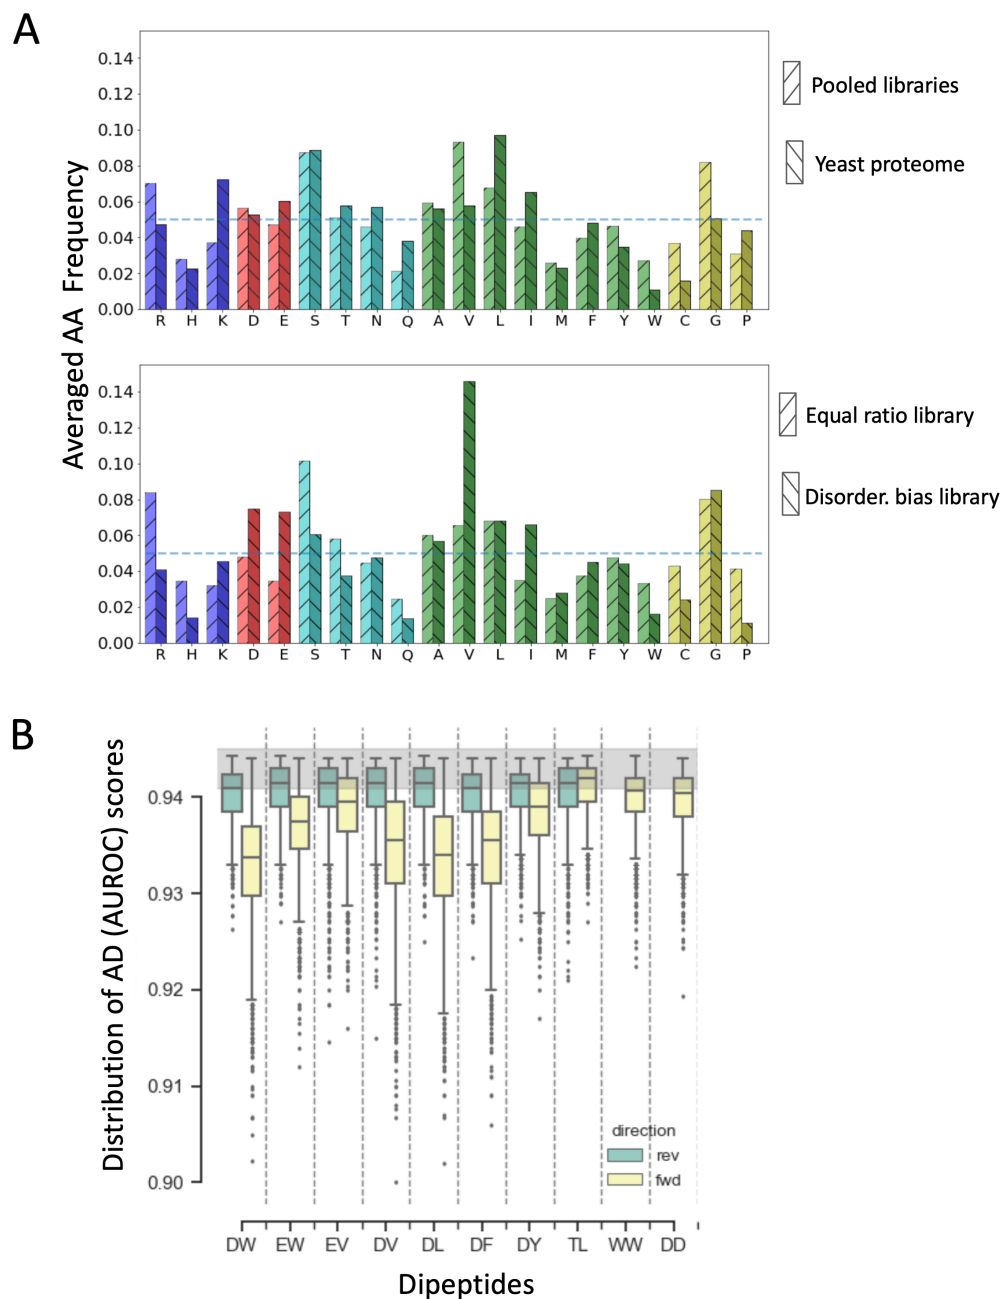 A
Averaged AA Frequency
0.14
0.12
0.10
0.08
0.06
0.04
0.02
0.00
R H K D E S T N Q A V L I M F Y W C G P
Pooled libraries
Yeast proteome
0.14
0.12
0.10
0.08
0.06
0.04
0.02
0.00
R H K D E S T N Q A V L I M F Y W C G P
Equal ratio library
Disorder. bias library
B
Distribution of AD (AUROC) scores
0.94
0.93
0.92
0.91
0.90
direction
rev
fwd
DW EW EV DV DL DF DY TL WW DD
Dipeptides